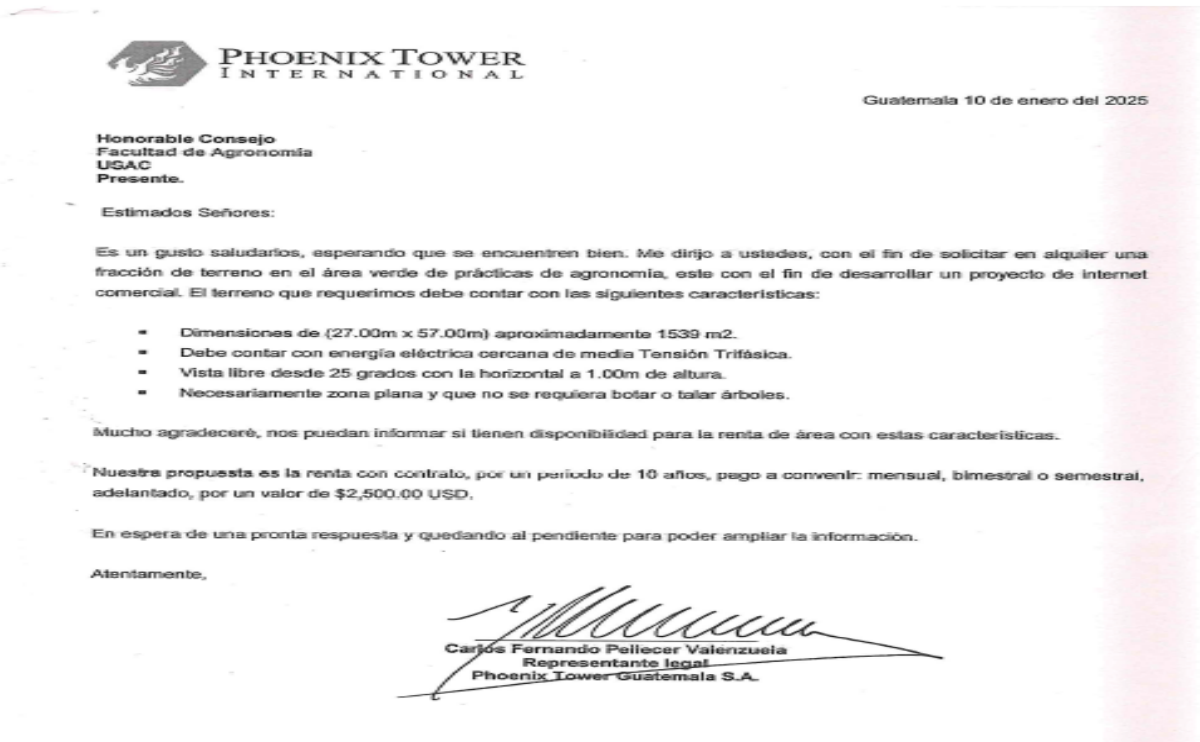 PHOENIX TOWER
INTERNATIONAL
Guatemala 10 de enero del 2025
Honorable Consejo
Facultad de Agronomía
USAC
Presente.
Estimados Señores:
Es un gusto saludarlos, esperando que se encuentren bien. Me dirijo a ustedes, con el fin de solicitar en alquiler una
fracción de terreno en el área verde de prácticas de agronomía, este con el fin de desarrollar un proyecto de internet
comercial. El terreno que requerimos debe contar con las siguientes características:
▪ Dimensiones de (27.00m x 57.00m) aproximadamente 1539 m2.
▪ Debe contar con energía eléctrica cercana de media Tensión Trifásica.
▪ Vista libre desde 25 grados con la horizontal a 1.00m de altura.
▪ Necesariamente zona plana y que no se requiera botar o talar árboles.
Mucho agradeceré, nos puedan informar si tienen disponibilidad para la renta de área con estas características.
Nuestra propuesta es la renta con contrato, por un período de 10 años, pago a convenir: mensual, bimestral o semestral,
adelantado, por un valor de $2,500.00 USD.
En espera de una pronta respuesta y quedando al pendiente para poder ampliar la información.
Atentamente,
Carlos Fernando Pellecer Valenzuela
Representante legal
Phoenix Tower Guatemala S.A.